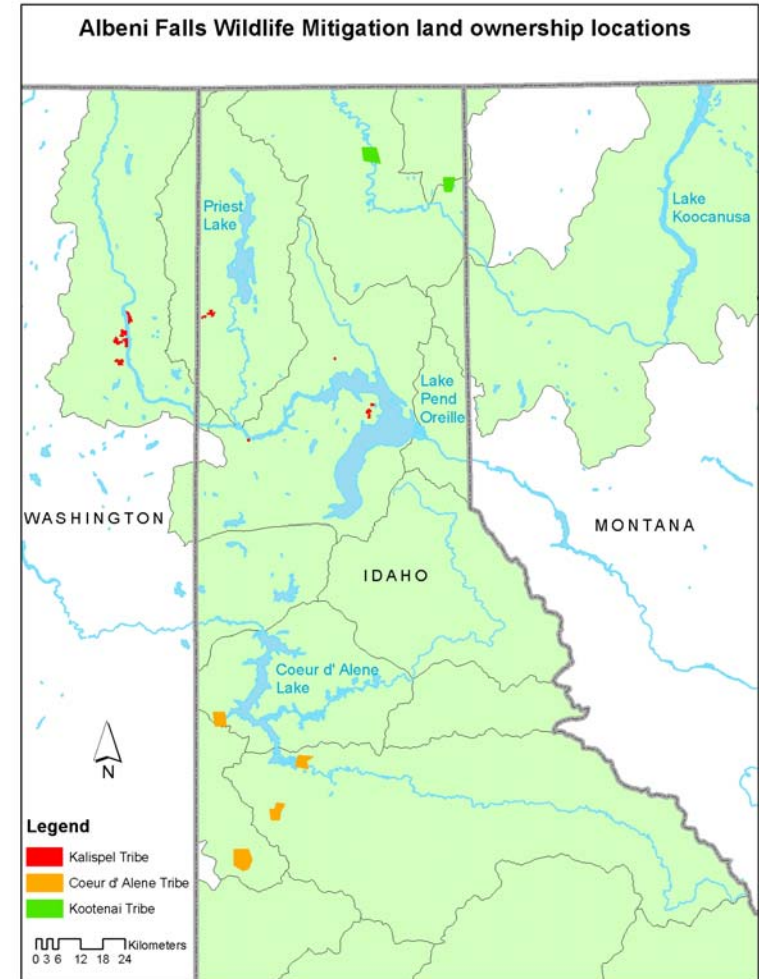 Albeni Falls Wildlife Mitigation land ownership locations
Priest
Lake
Lake
Koocanusa
Lake
Pend
Oreille
WASHINGTON
MONTANA
IDAHO
Coeur d' Alene
Lake
N
Legend
Kalispel Tribe
Coeur d' Alene Tribe
Kootenai Tribe
Kilometers
0 3 6 12 18 24